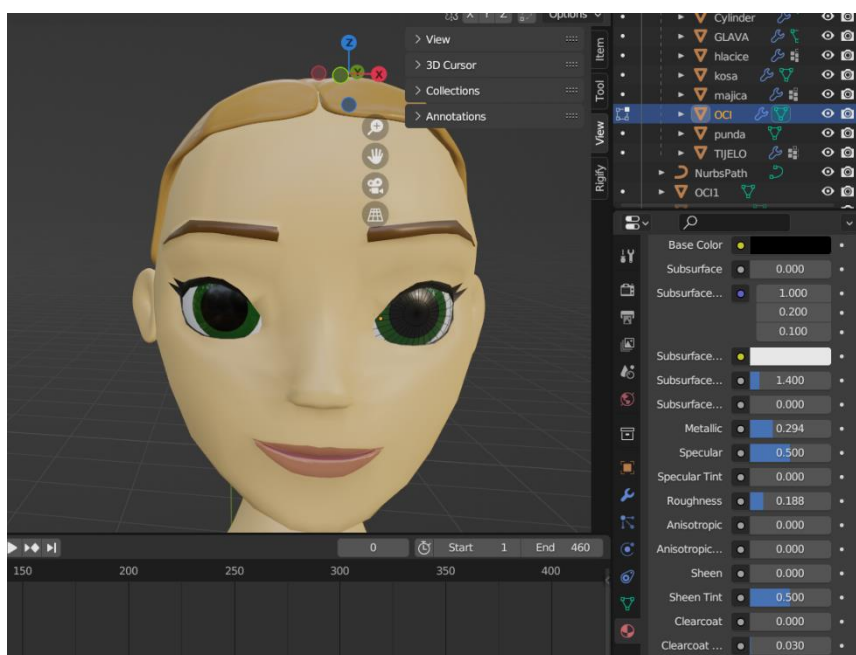 X Y Z Options
Z
Y
X
View
3D Cursor
Collections
Annotations
Item
Tool
View
Rigify
Cylinder
GLAVA
hlacice
kosa
majica
OCI
punda
TIJELO
NurbsPath
OCI1
Base Color
Subsurface 0.000
Subsurface... 1.000
0.200
0.100
Subsurface...
Subsurface... 1.400
Subsurface... 0.000
Metallic 0.294
Specular 0.500
Specular Tint 0.000
Roughness 0.188
Anisotropic 0.000
Anisotropic... 0.000
Sheen 0.000
Sheen Tint 0.500
Clearcoat 0.000
Clearcoat ... 0.030
0 Start 1 End 460
150 200 250 300 350 400